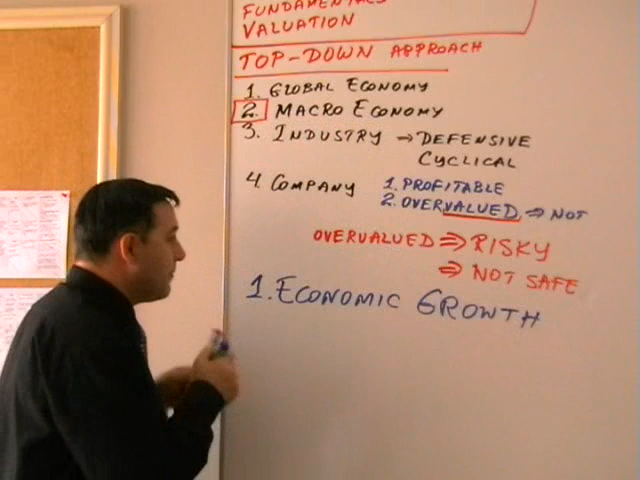 FUNDAMENTALS
VALUATION
TOP-DOWN APPROACH
1. GLOBAL ECONOMY
2. MACRO ECONOMY
3. INDUSTRY → DEFENSIVE
CYCLICAL
4. COMPANY 1. PROFITABLE
2. OVERVALUED ⇒ NOT
OVERVALUED ⇒ RISKY
⇒ NOT SAFE
1. ECONOMIC GROWTH